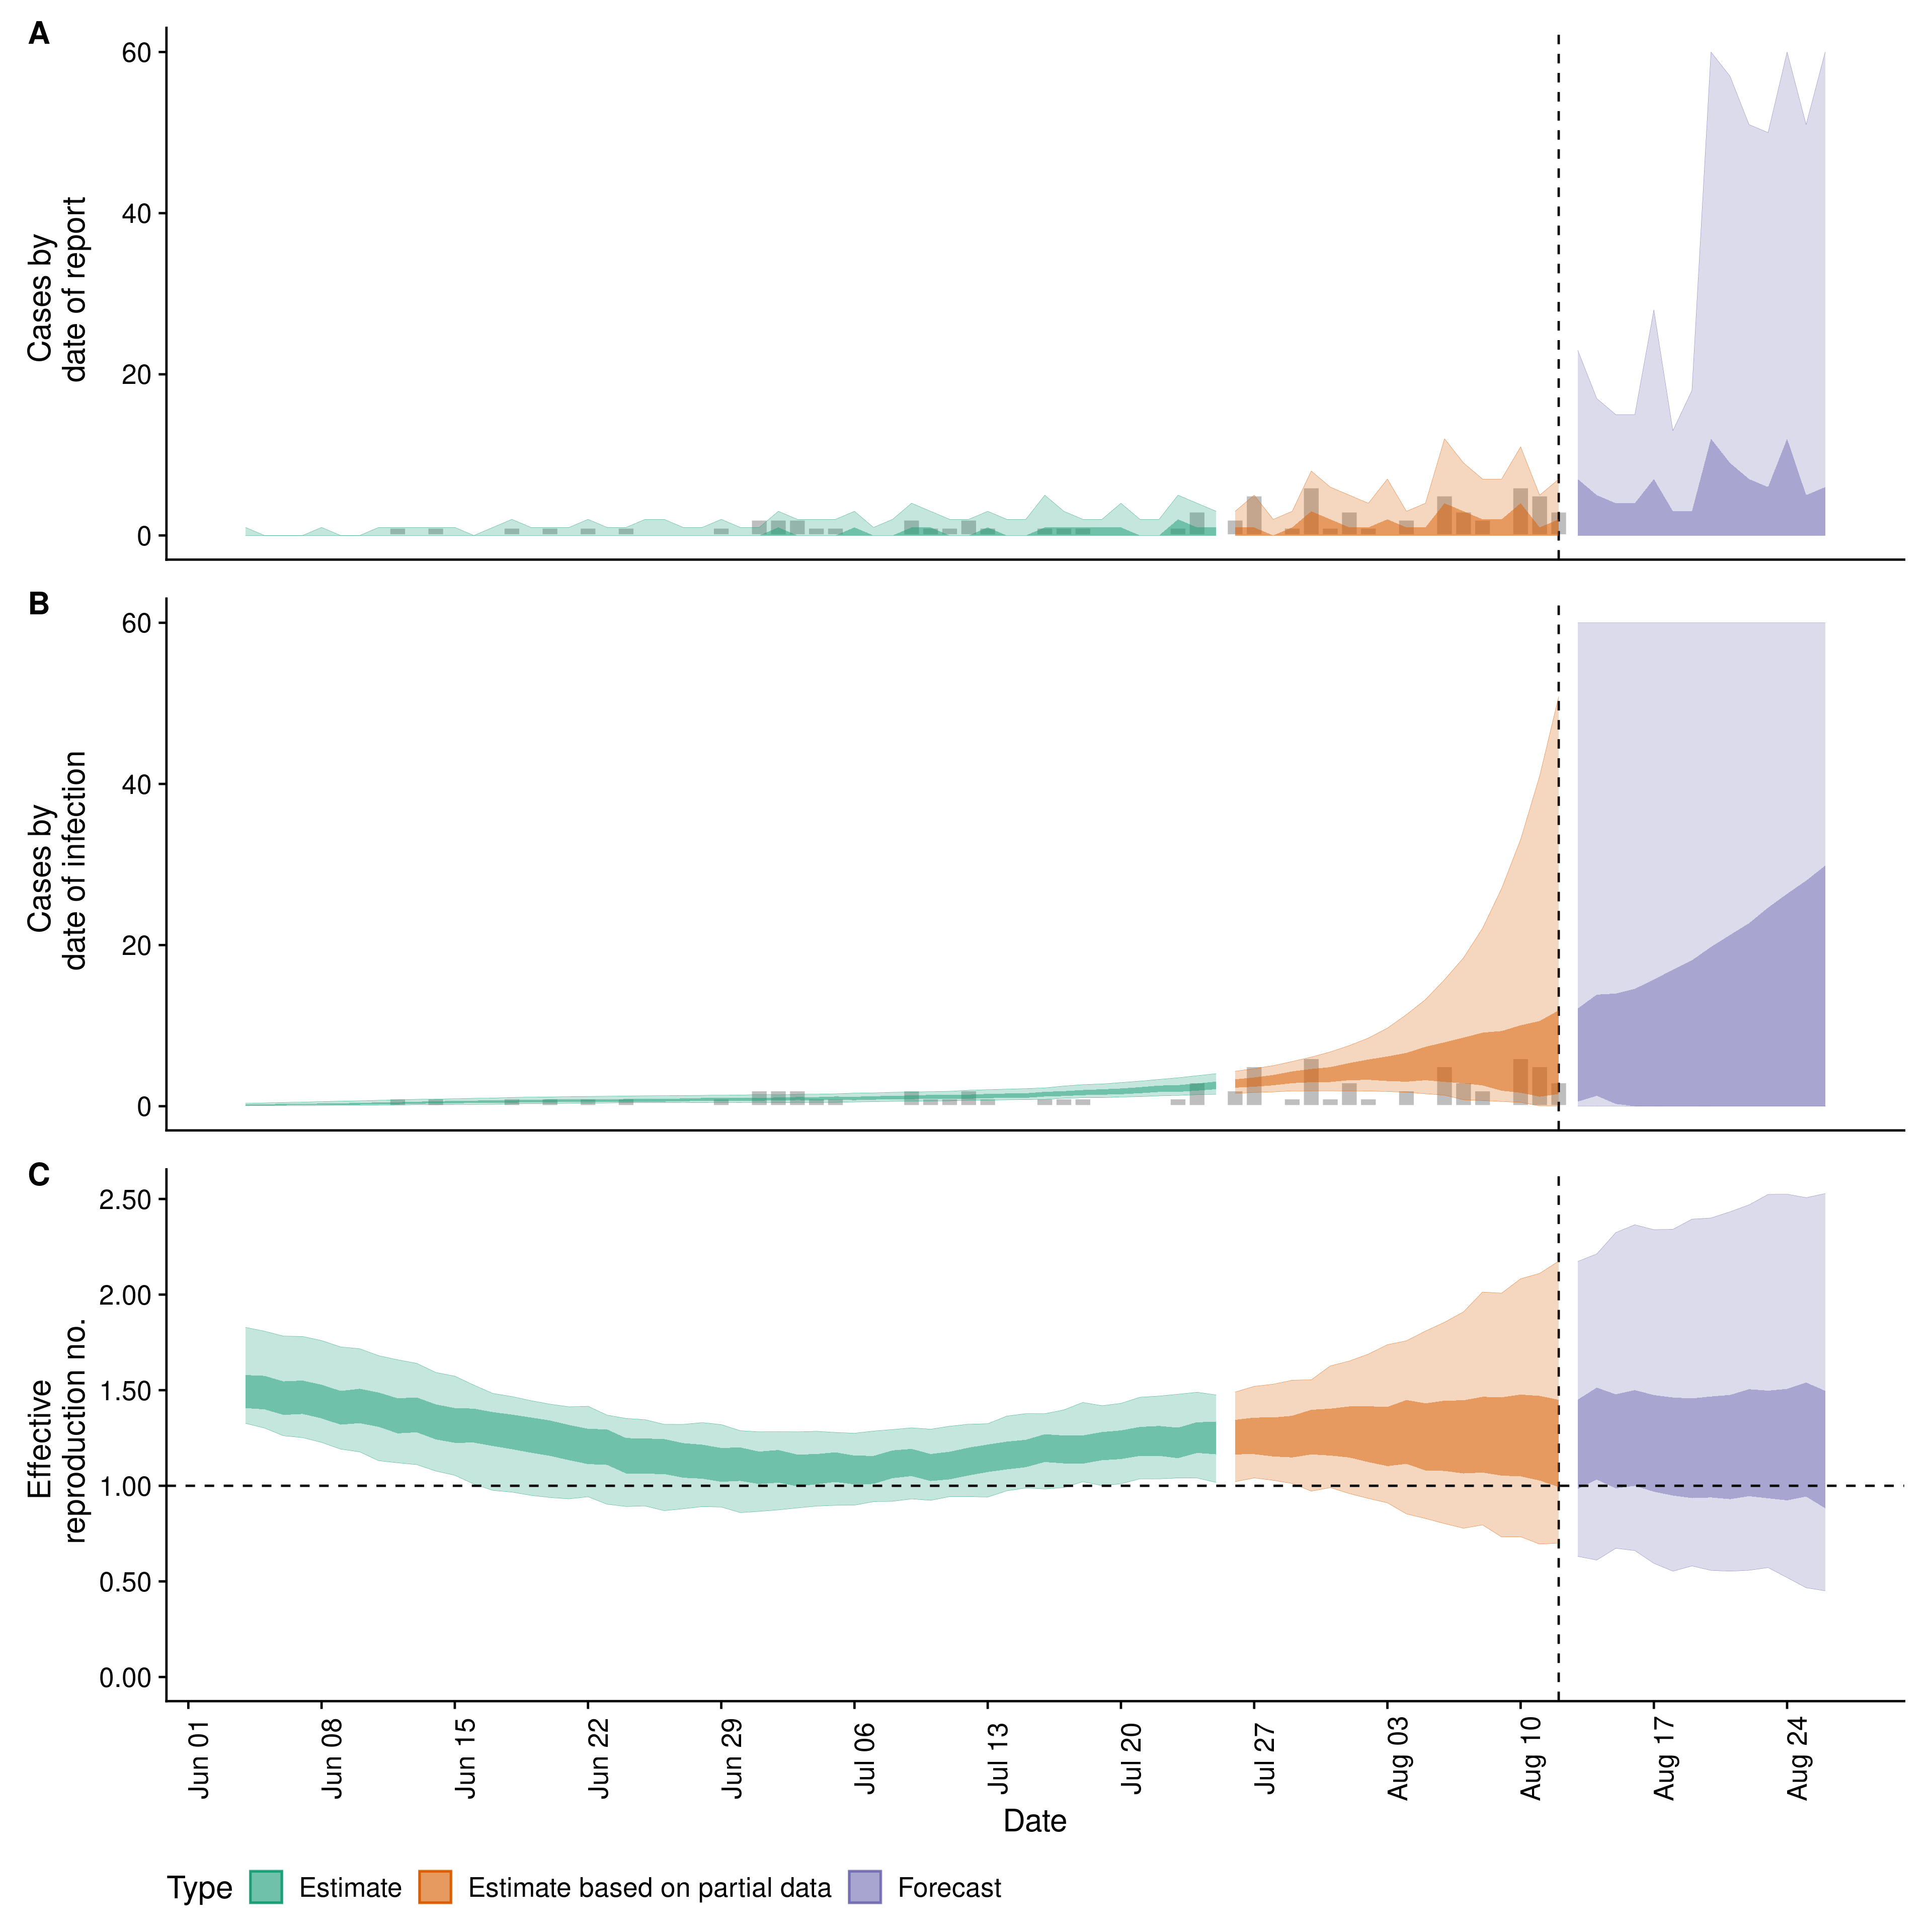 A
60
40
20
0
Cases by
date of report
B
60
40
20
0
Cases by
date of infection
C
2.50
2.00
1.50
1.00
0.50
0.00
Effective
reproduction no.
Jun 01
Jun 08
Jun 15
Jun 22
Jun 29
Jul 06
Jul 13
Jul 20
Jul 27
Aug 03
Aug 10
Aug 17
Aug 24
Date
Type Estimate Estimate based on partial data Forecast